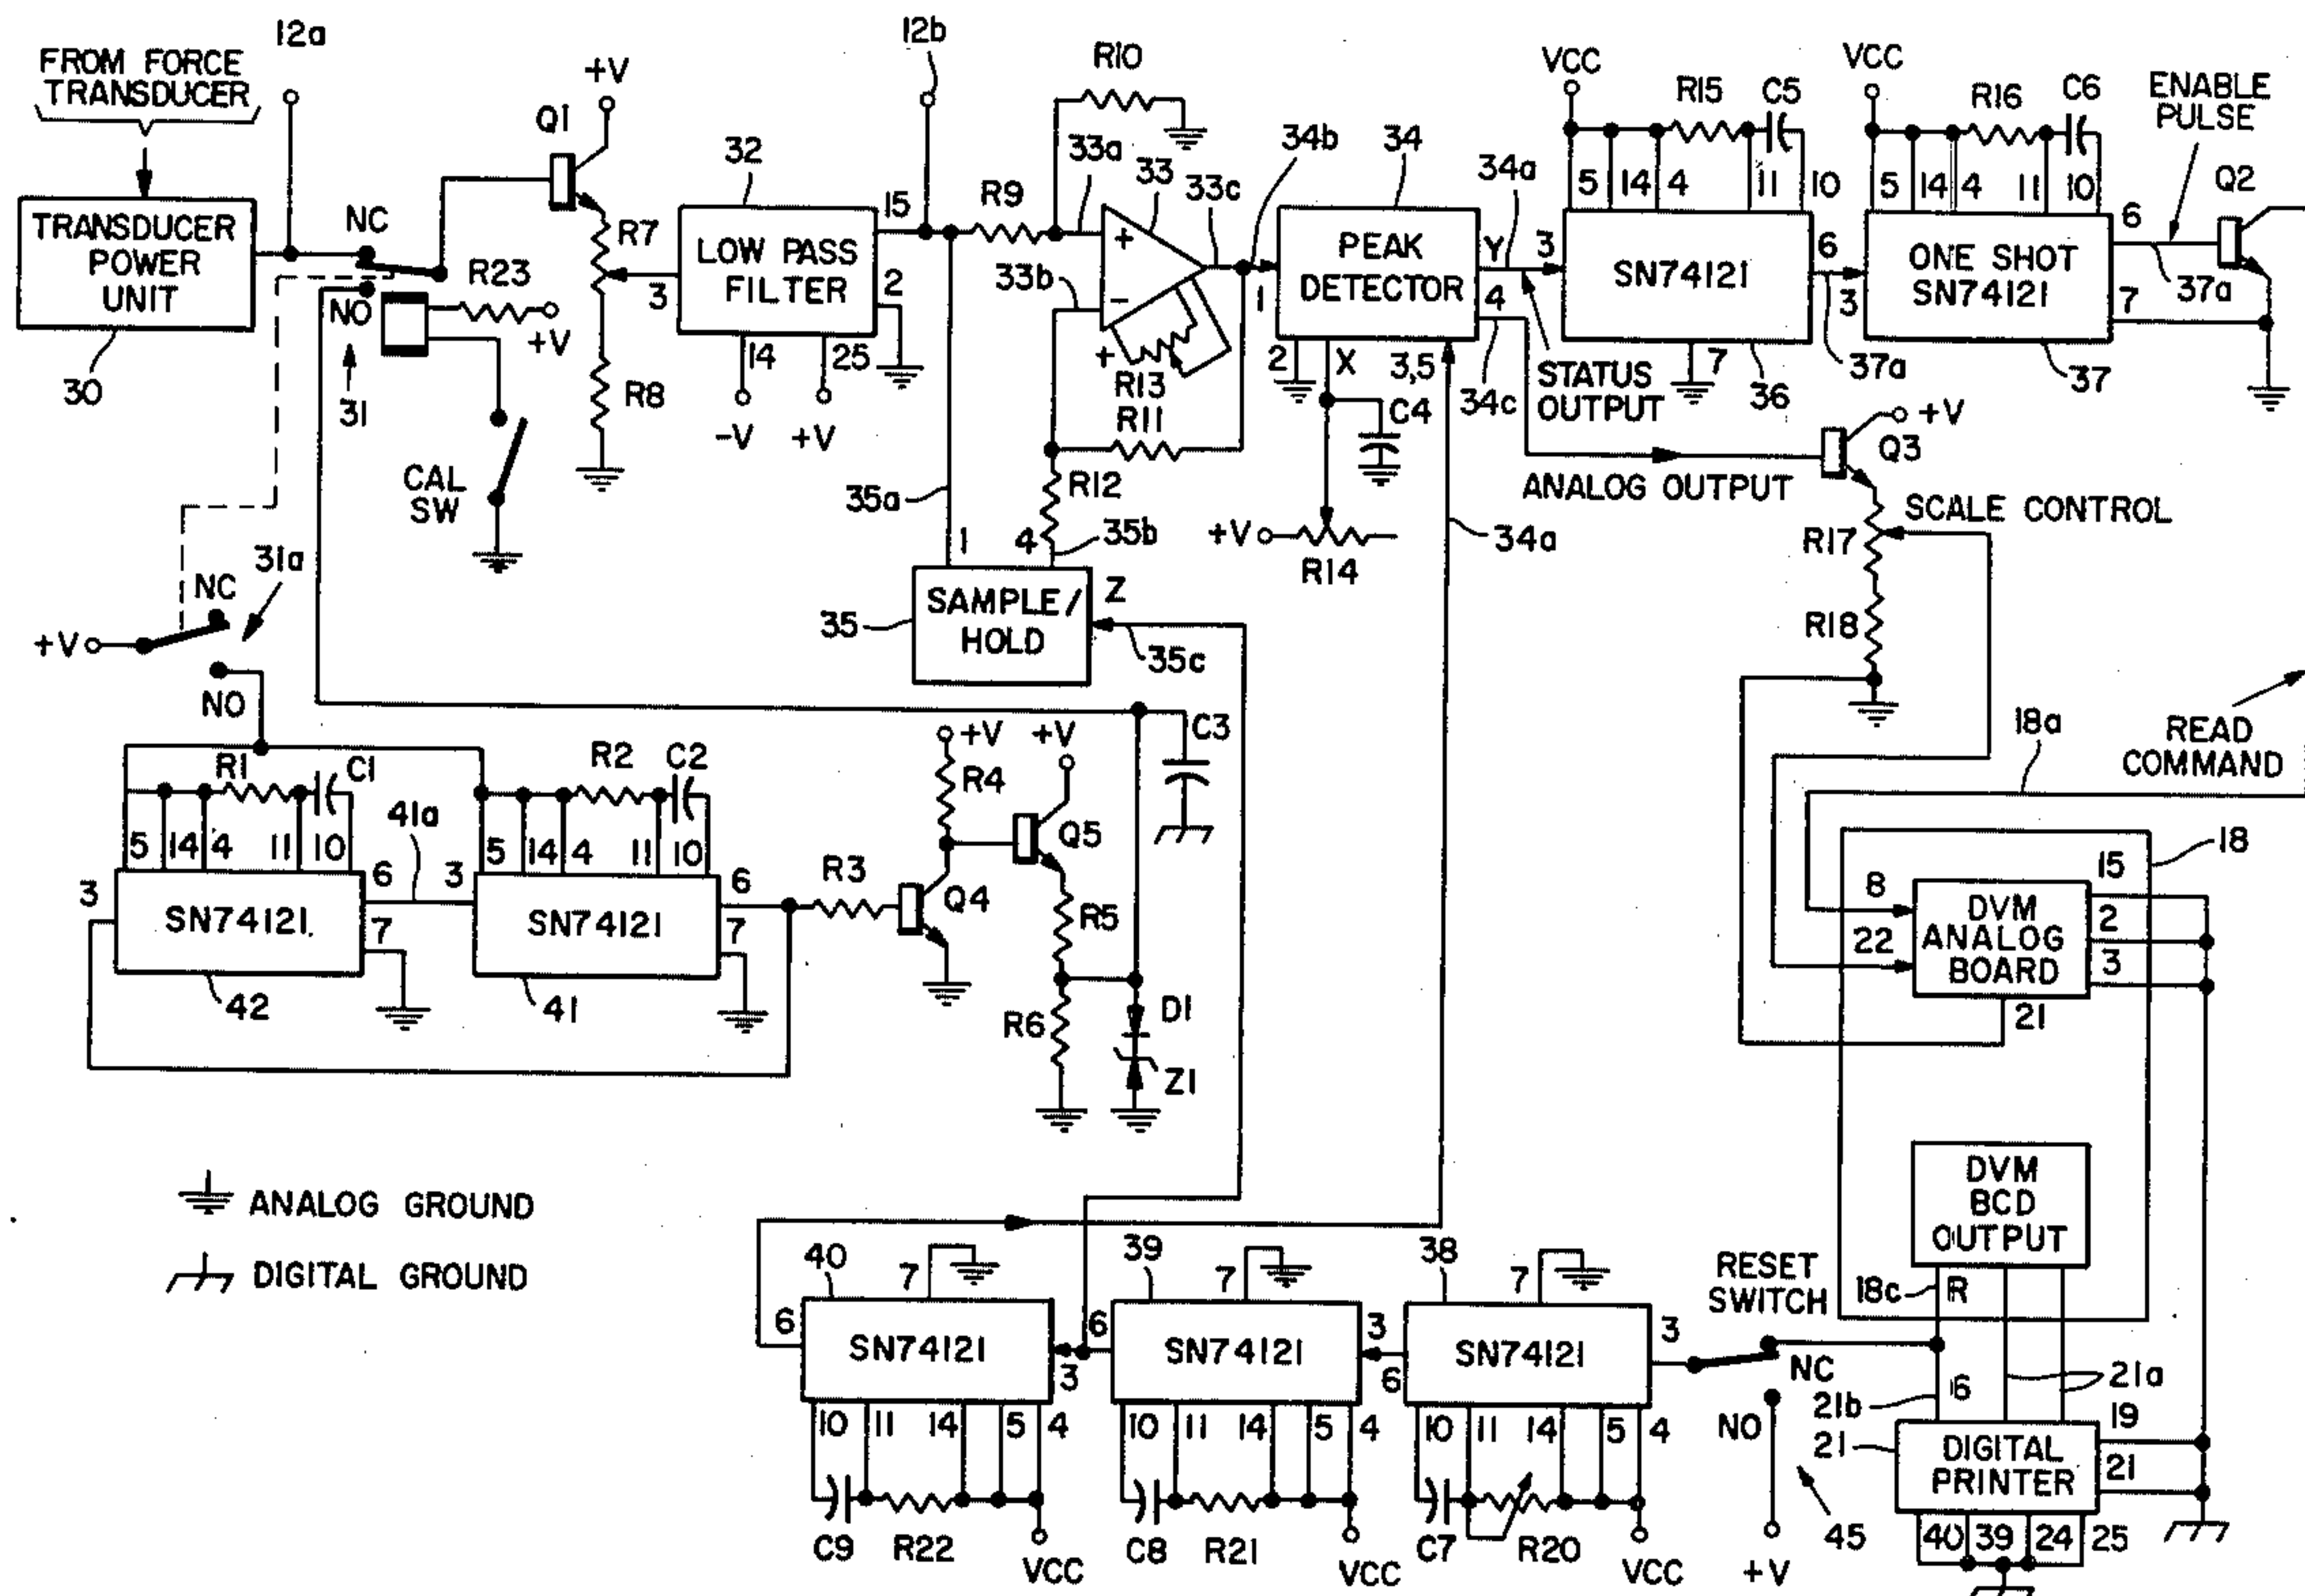 12a
FROM FORCE
TRANSDUCER
TRANSDUCER
POWER
UNIT
30
NC
NO
31
R23
+V
CAL
SW
Q1
+V
R7
R8
3
32
LOW PASS
FILTER
15
2
14
25
-V
+V
12b
R9
R10
33a
33
33b
33c
+
−
+
R13
R11
R12
34b
34
1
PEAK
DETECTOR
Y
4
2
X
3,5
34a
34c
STATUS
OUTPUT
C4
+V
R14
34a
ANALOG OUTPUT
VCC
R15
C5
5
14
4
11
10
3
SN74121
6
7
36
37a
VCC
R16
C6
5
14
4
11
10
3
ONE SHOT
SN74121
6
7
37
37a
ENABLE
PULSE
Q2
+V
Q3
SCALE CONTROL
R17
R18
35a
1
4
35b
35
SAMPLE/
HOLD
Z
35c
NC
31a
+V
NO
R1
C1
5
14
4
11
10
3
SN74121.
6
7
42
41a
R2
C2
5
14
4
11
10
3
SN74121
6
7
41
R3
+V
R4
Q4
+V
Q5
R5
R6
C3
D1
Z1
18a
READ
COMMAND
18
8
22
DVM
ANALOG
BOARD
15
2
3
21
DVM
BCD
OUTPUT
18c
R
ANALOG GROUND
DIGITAL GROUND
40
7
6
SN74121
3
10
11
14
5
4
C9
R22
VCC
39
7
6
SN74121
3
10
11
14
5
4
C8
R21
VCC
38
7
6
SN74121
3
10
11
14
5
4
C7
R20
VCC
RESET
SWITCH
NC
NO
45
+V
21b
16
21a
21
DIGITAL
PRINTER
19
21
40
39
24
25